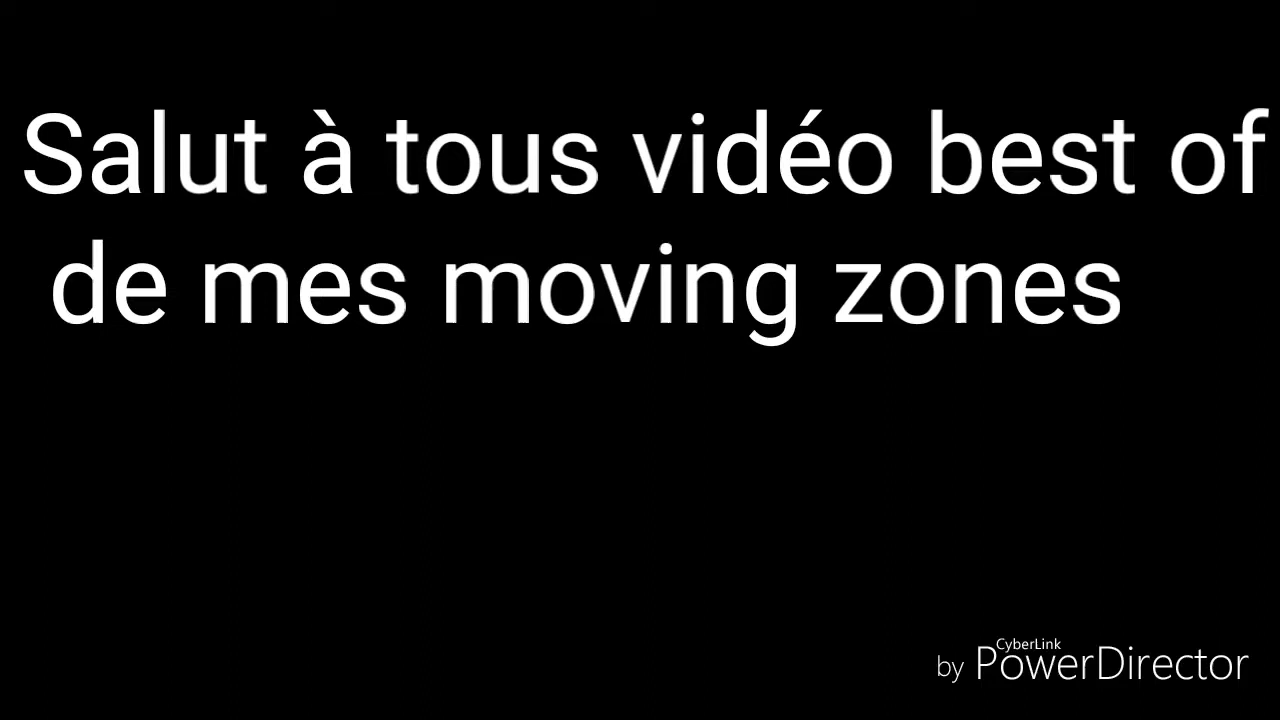 Salut à tous vidéo best of
de mes moving zones
CyberLink
by PowerDirector